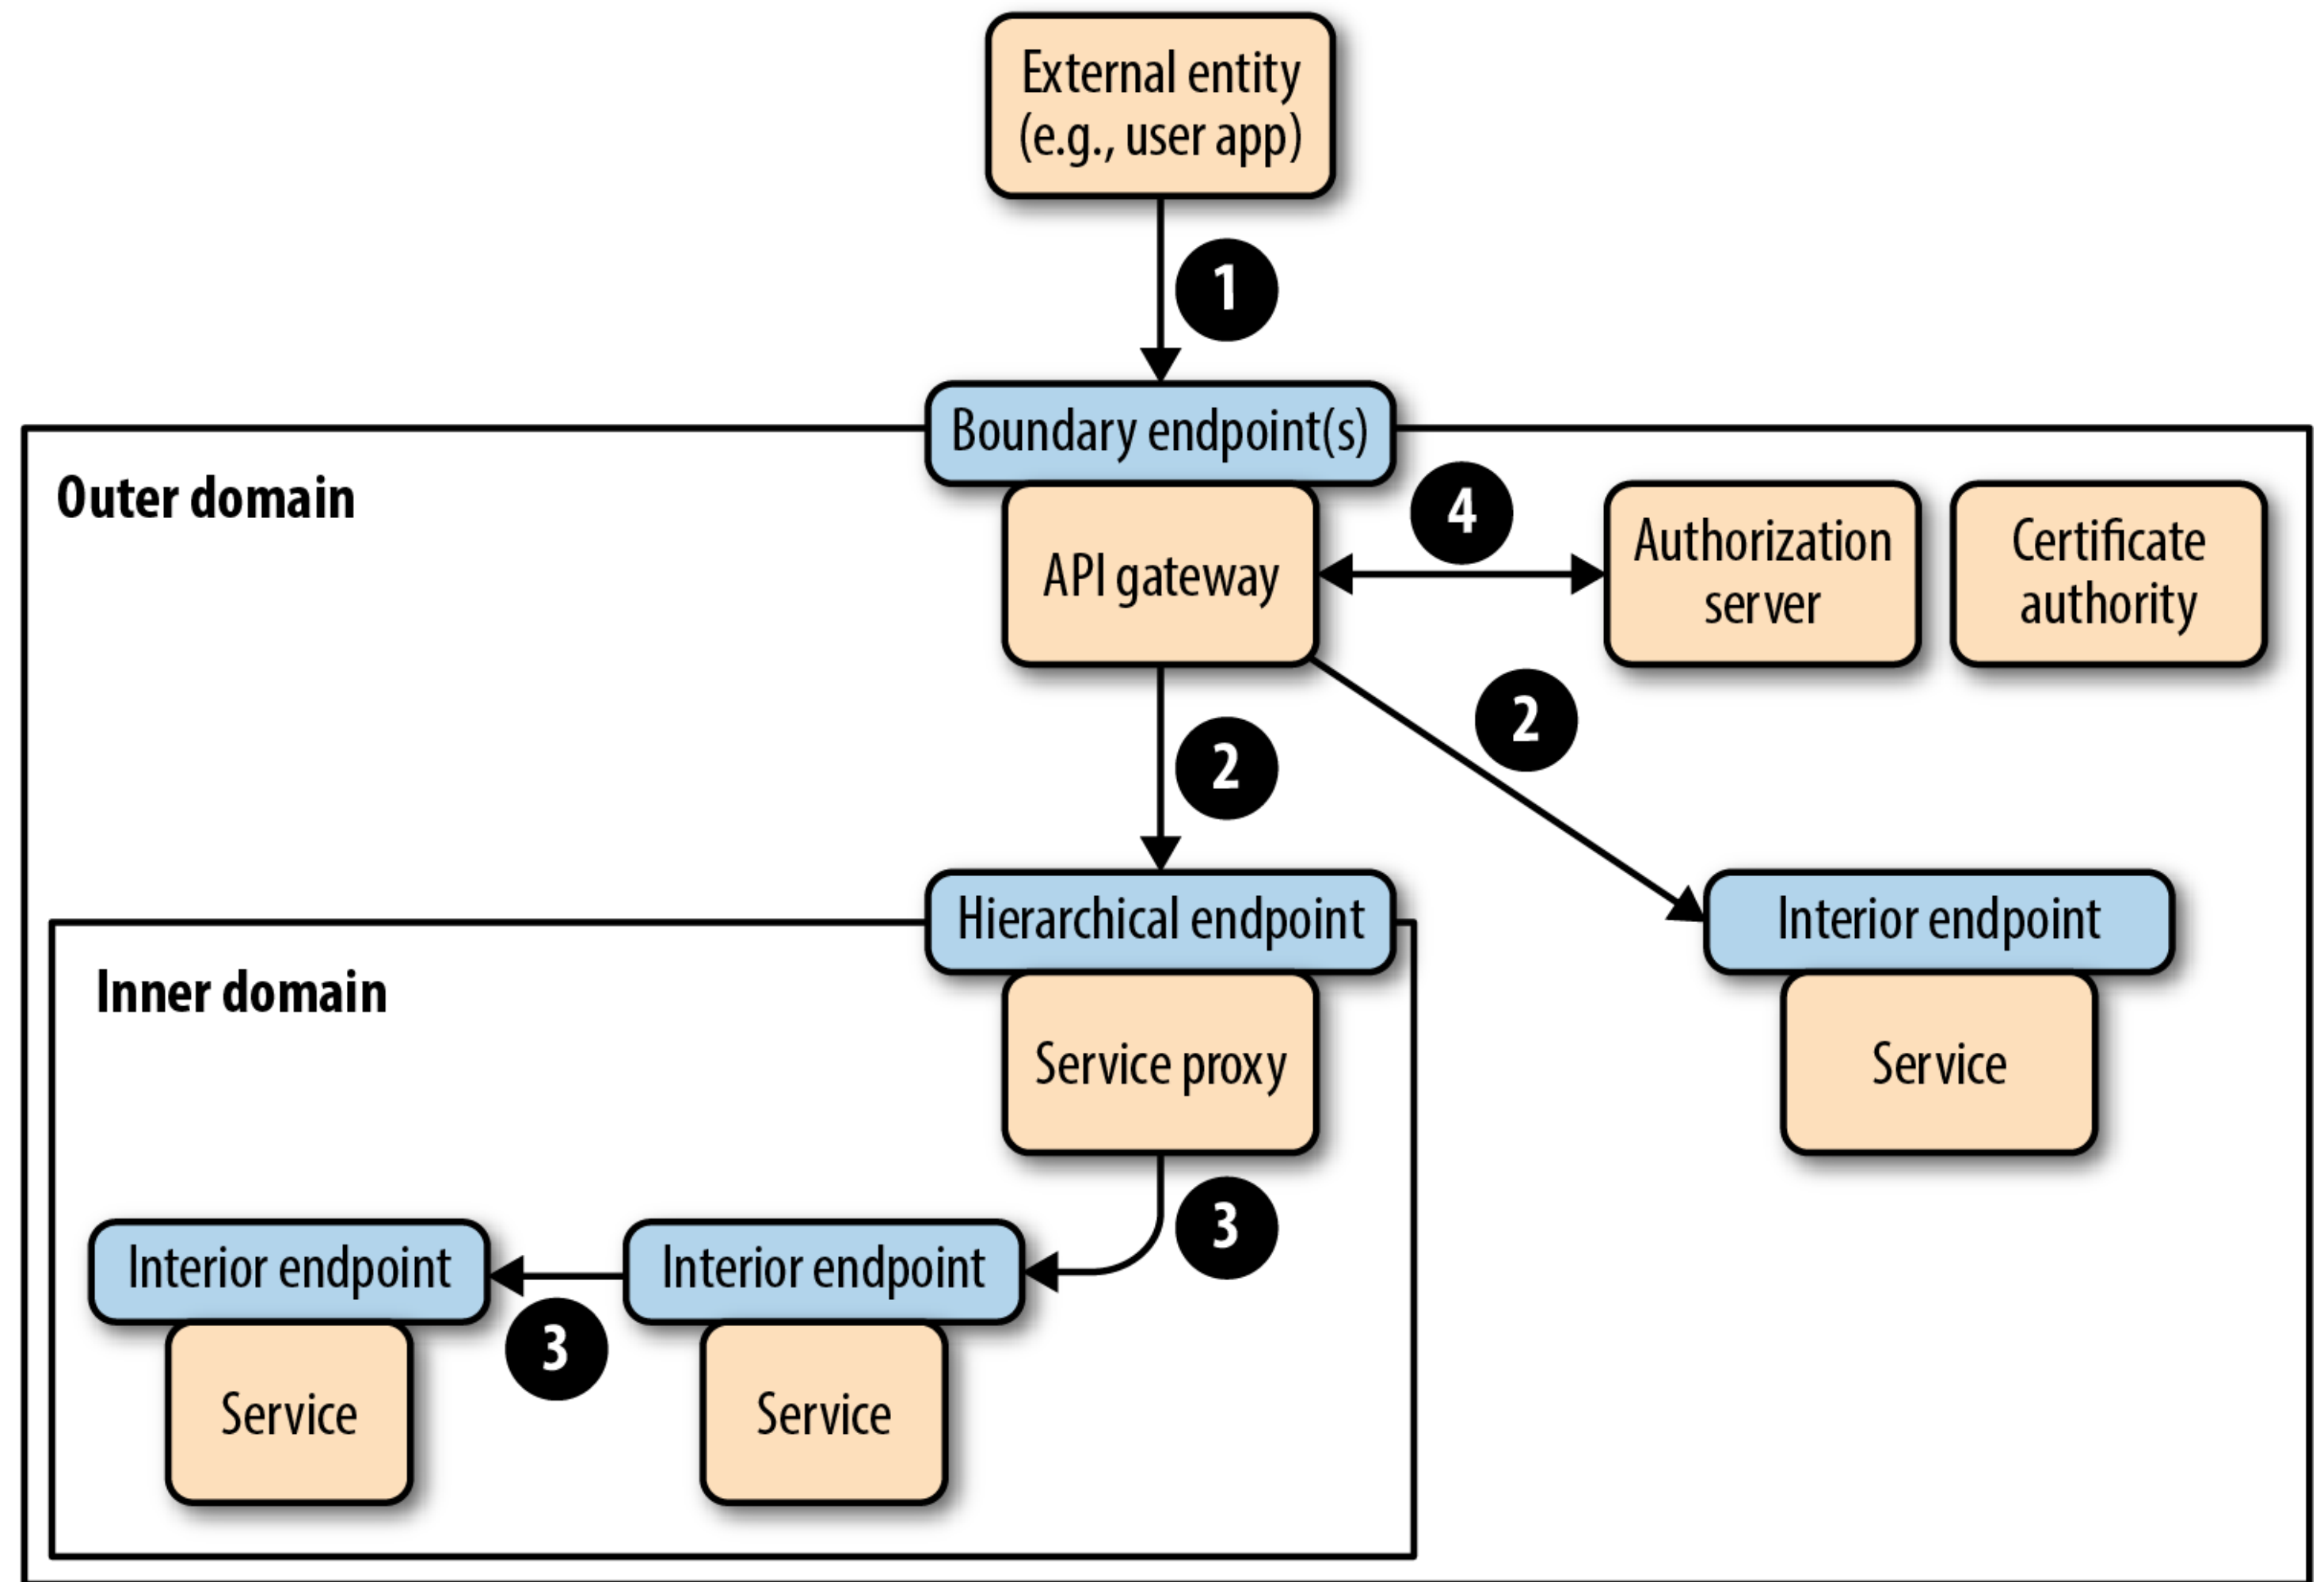 External entity
(e.g., user app)
1
Boundary endpoint(s)
Outer domain
API gateway
4
Authorization
server
Certificate
authority
2
2
Hierarchical endpoint
Interior endpoint
Inner domain
Service proxy
Service
3
Interior endpoint
Interior endpoint
3
Service
Service